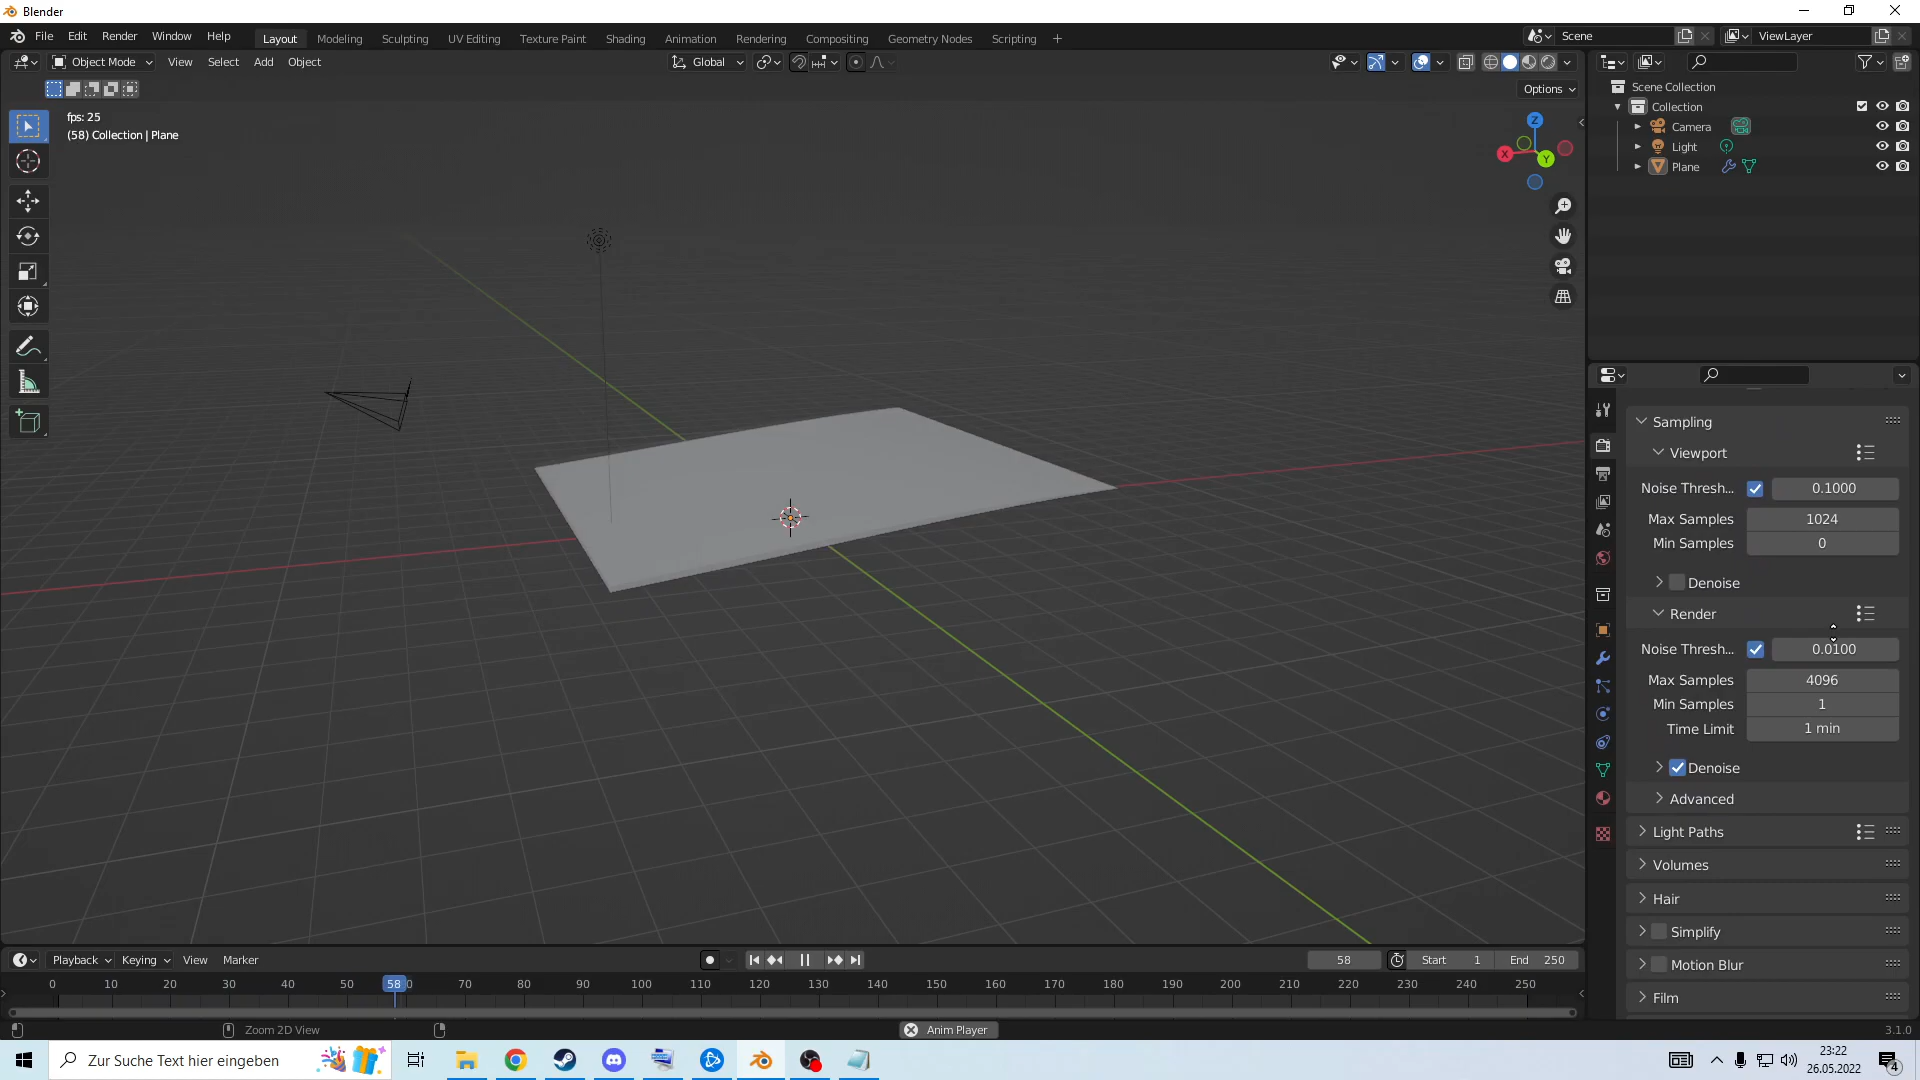 Blender
File Edit Render Window Help
Layout Modeling Sculpting UV Editing Texture Paint Shading Animation Rendering Compositing Geometry Nodes Scripting +
Scene
ViewLayer
Object Mode View Select Add Object
Global
Options
fps: 25
(58) Collection | Plane
Z
X
Y
Scene Collection
Collection
Camera
Light
Plane
Sampling
Viewport
Noise Thresh... 0.1000
Max Samples 1024
Min Samples 0
Denoise
Render
Noise Thresh... 0.0100
Max Samples 4096
Min Samples 1
Time Limit 1 min
Denoise
Advanced
Light Paths
Volumes
Hair
Simplify
Motion Blur
Film
Playback Keying View Marker
58 Start 1 End 250
0 10 20 30 40 50 58 0 70 80 90 100 110 120 130 140 150 160 170 180 190 200 210 220 230 240 250
Zoom 2D View
Anim Player
3.1.0
Zur Suche Text hier eingeben
23:22
26.05.2022
4